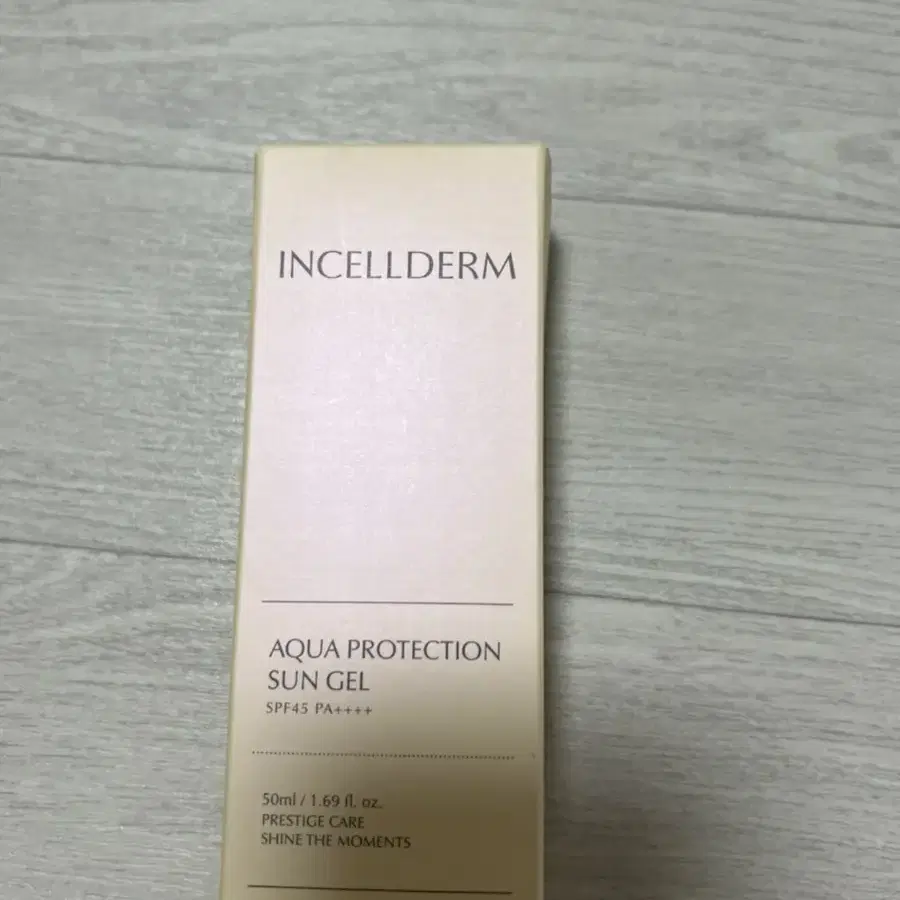 INCELLDERM
AQUA PROTECTION
SUN GEL
SPF45 PA++++
50ml / 1.69 fl. oz.
PRESTIGE CARE
SHINE THE MOMENTS